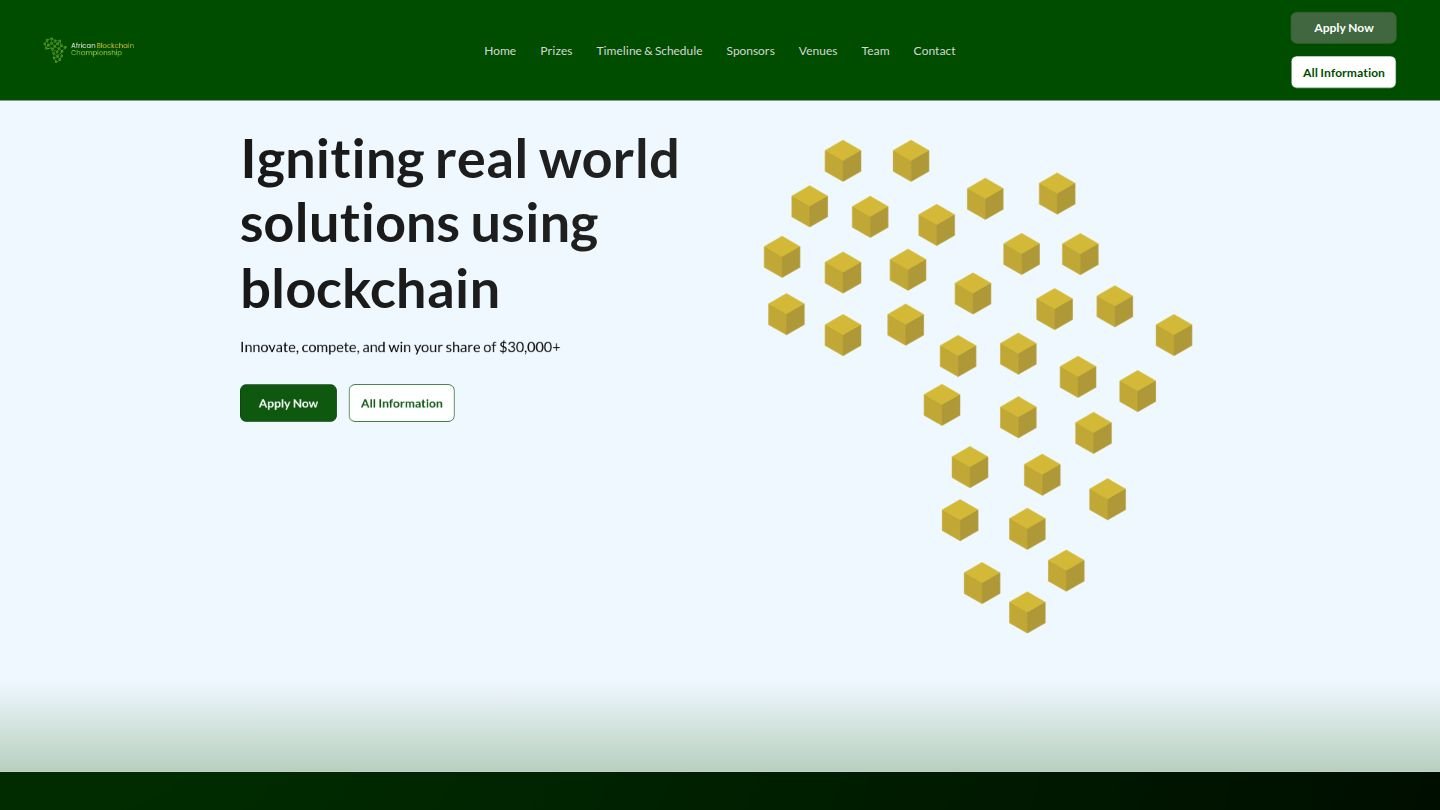 African Blockchain
Championship
Home
Prizes
Timeline & Schedule
Sponsors
Venues
Team
Contact
Apply Now
All Information
Igniting real world
solutions using
blockchain
Innovate, compete, and win your share of $30,000+
Apply Now
All Information